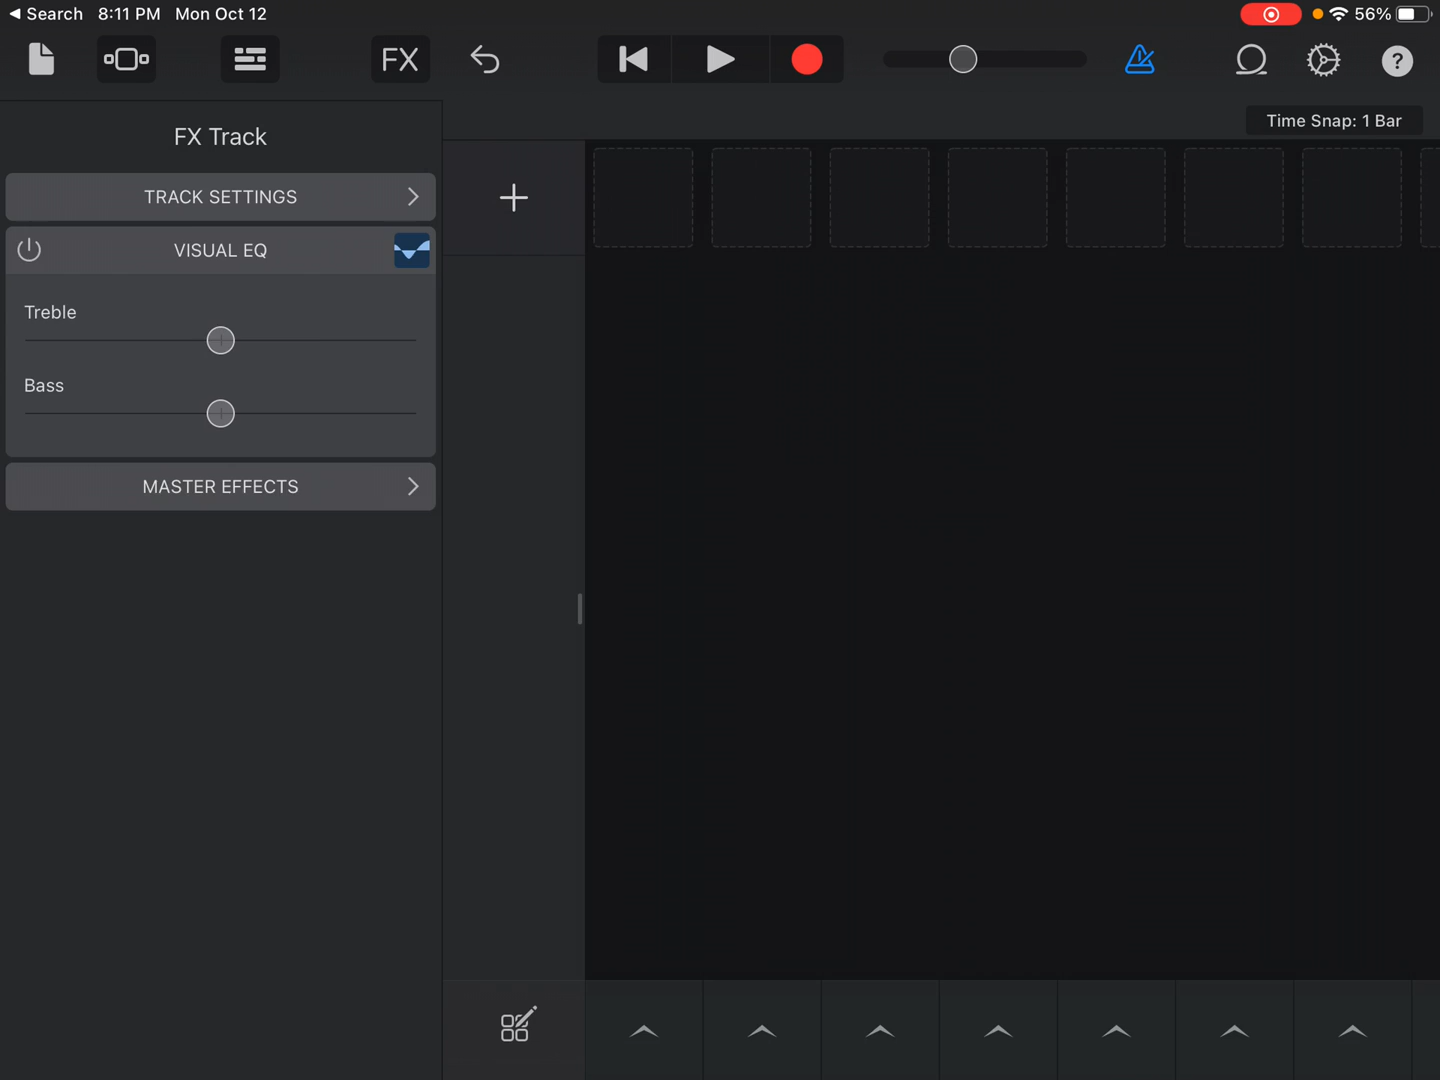 Search 8:11 PM Mon Oct 12 56%
FX
?
Time Snap: 1 Bar
FX Track
TRACK SETTINGS
VISUAL EQ
Treble
Bass
MASTER EFFECTS